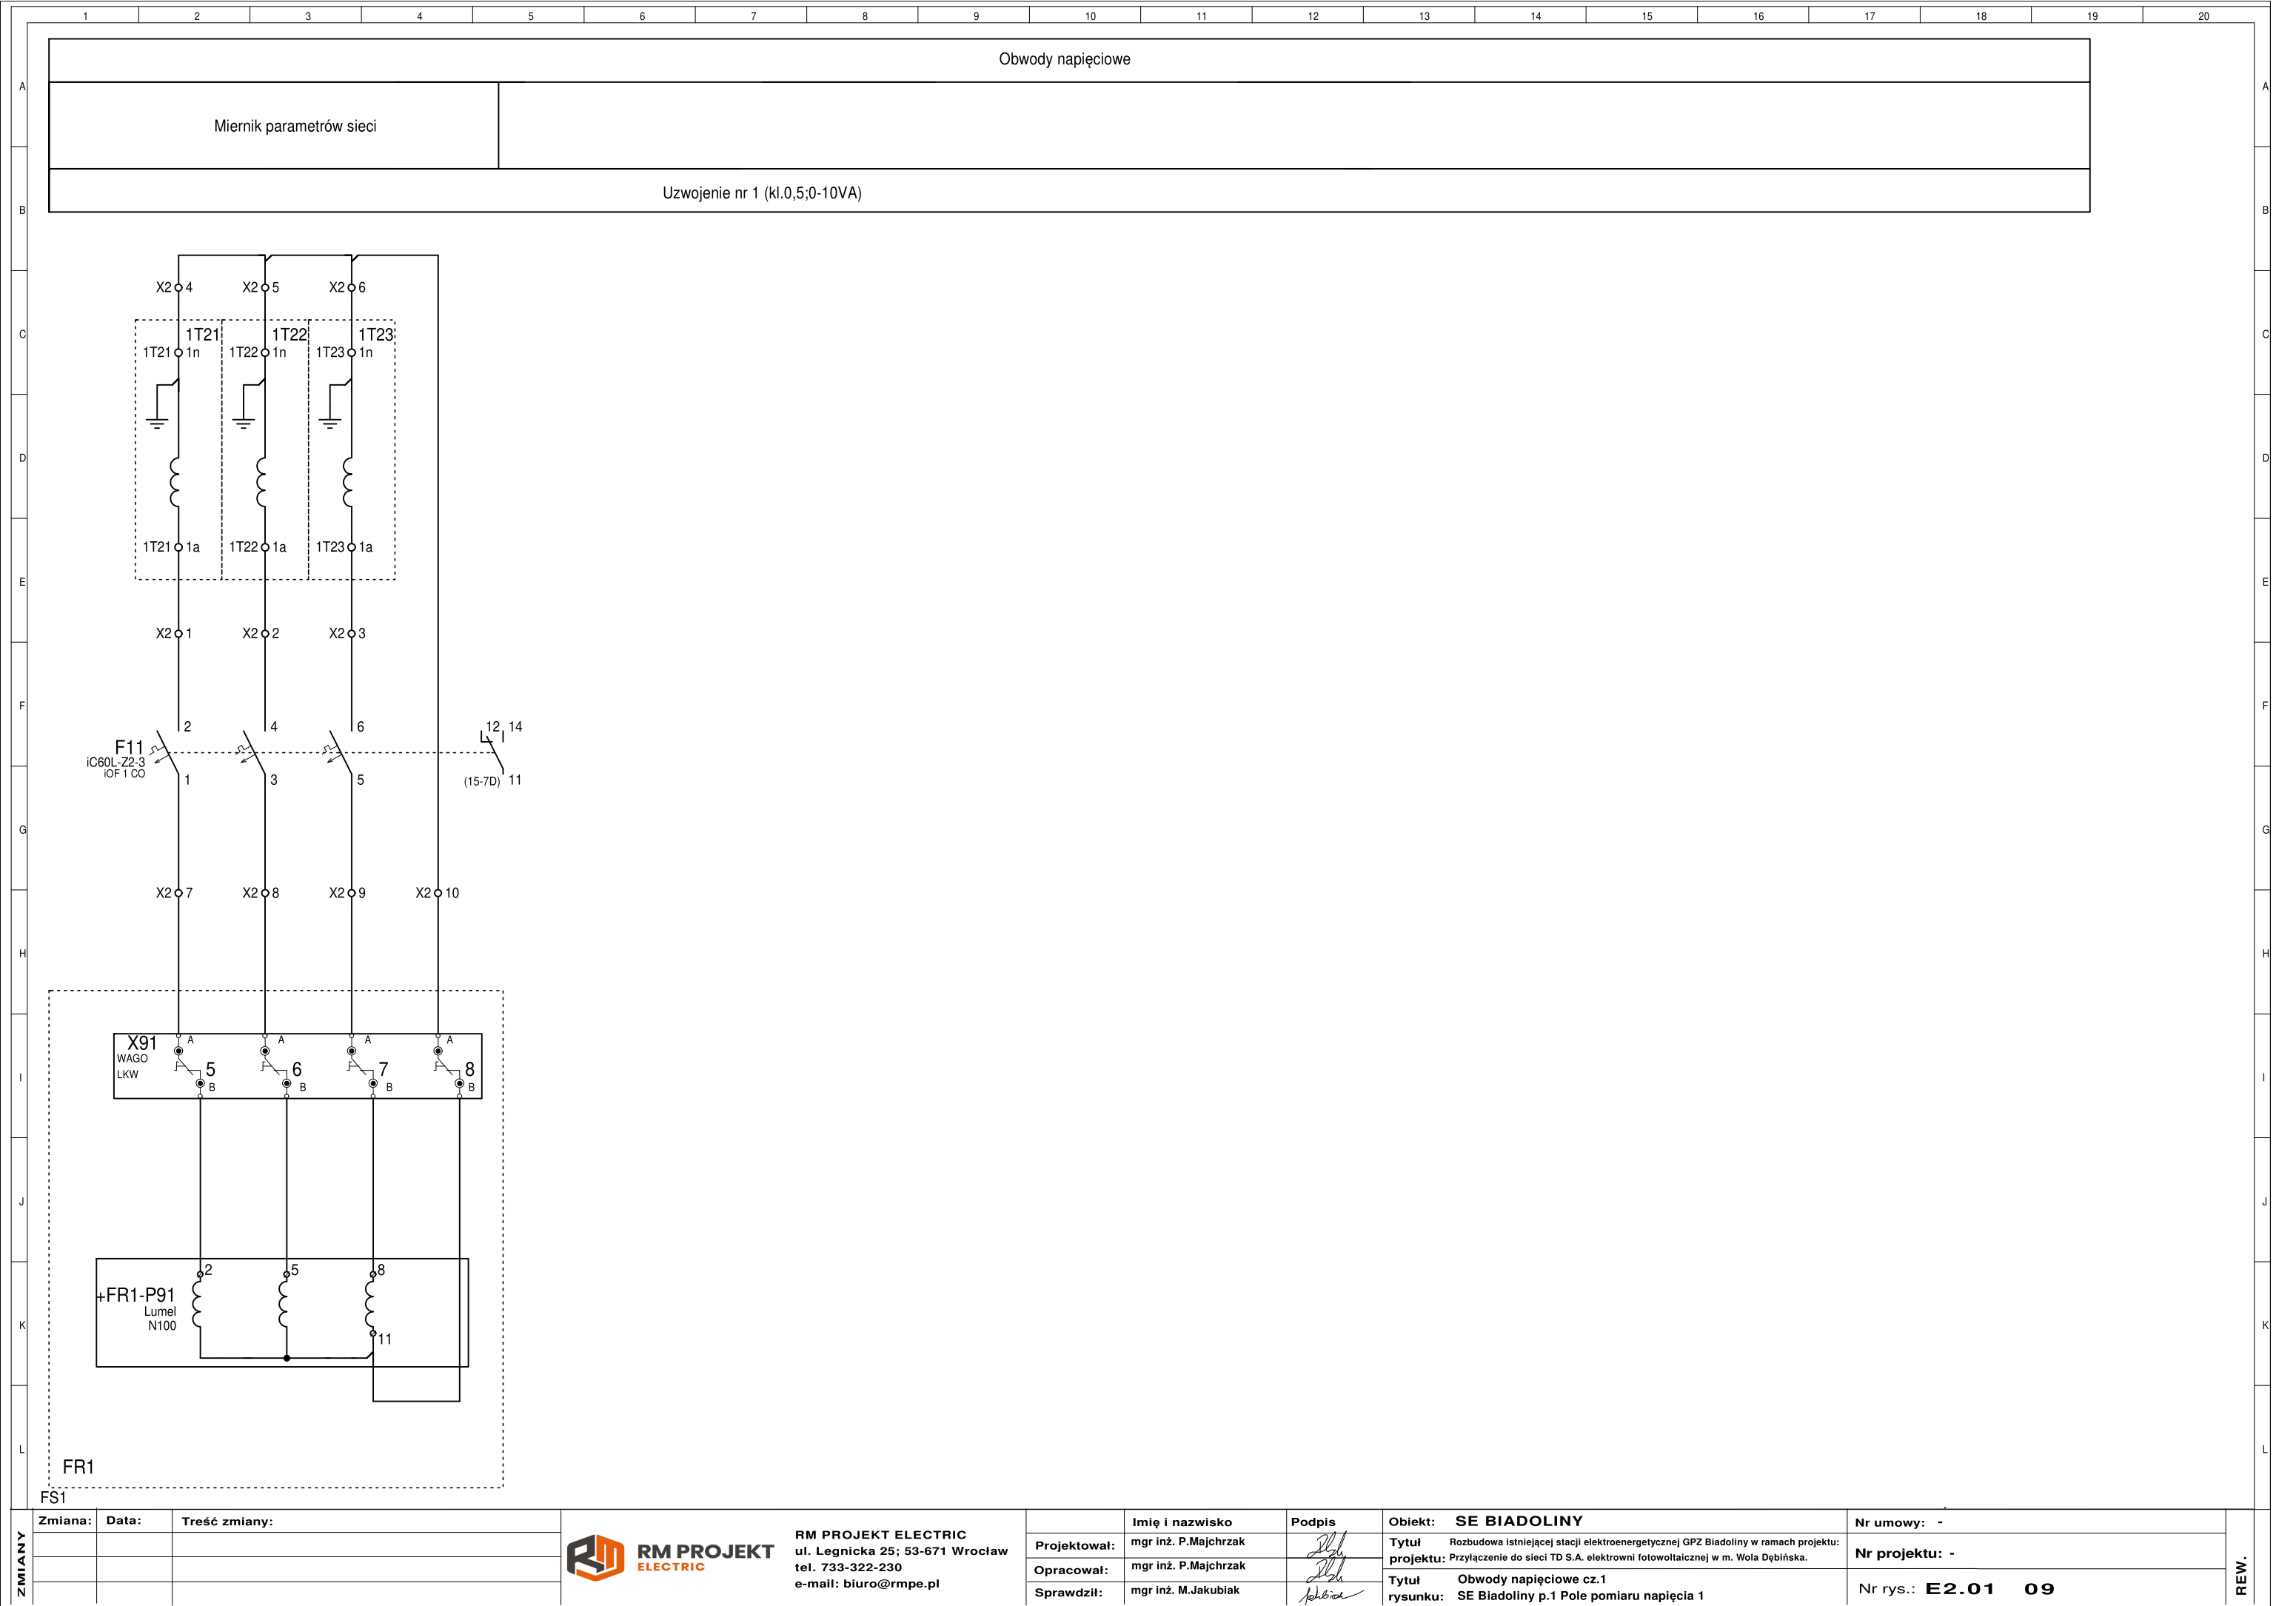 1 2 3 4 5 6 7 8 9 10 11 12 13 14 15 16 17 18 19 20
Obwody napięciowe
A A
Miernik parametrów sieci
Uzwojenie nr 1 (kl.0,5;0-10VA)
B B
X2 4 X2 5 X2 6
C C
1T21 1T22 1T23
1T21 1n 1T22 1n 1T23 1n
D D
1T21 1a 1T22 1a 1T23 1a
E E
X2 1 X2 2 X2 3
F F
2 4 6 12 14
F11
iC60L-Z2-3
iOF 1 CO
1 3 5 (15-7D) 11
G G
X2 7 X2 8 X2 9 X2 10
H H
X91 A A A A
WAGO
LKW
5 6 7 8
I I
B B B B
J J
2 5 8
+FR1-P91
Lumel
N100
K K
11
L L
FR1
FS1
ZMIANY
Zmiana: Data: Treść zmiany:
RM PROJEKT
ELECTRIC
RM PROJEKT ELECTRIC
ul. Legnicka 25; 53-671 Wrocław
tel. 733-322-230
e-mail: biuro@rmpe.pl
Imię i nazwisko Podpis
Projektował: mgr inż. P.Majchrzak
Opracował: mgr inż. P.Majchrzak
Sprawdził: mgr inż. M.Jakubiak
Obiekt: SE BIADOLINY
Tytuł projektu: Rozbudowa istniejącej stacji elektroenergetycznej GPZ Biadoliny w ramach projektu:
Przyłączenie do sieci TD S.A. elektrowni fotowoltaicznej w m. Wola Dębińska.
Tytuł rysunku: Obwody napięciowe cz.1
SE Biadoliny p.1 Pole pomiaru napięcia 1
Nr umowy: -
Nr projektu: -
Nr rys.: E2.01 09
REW.